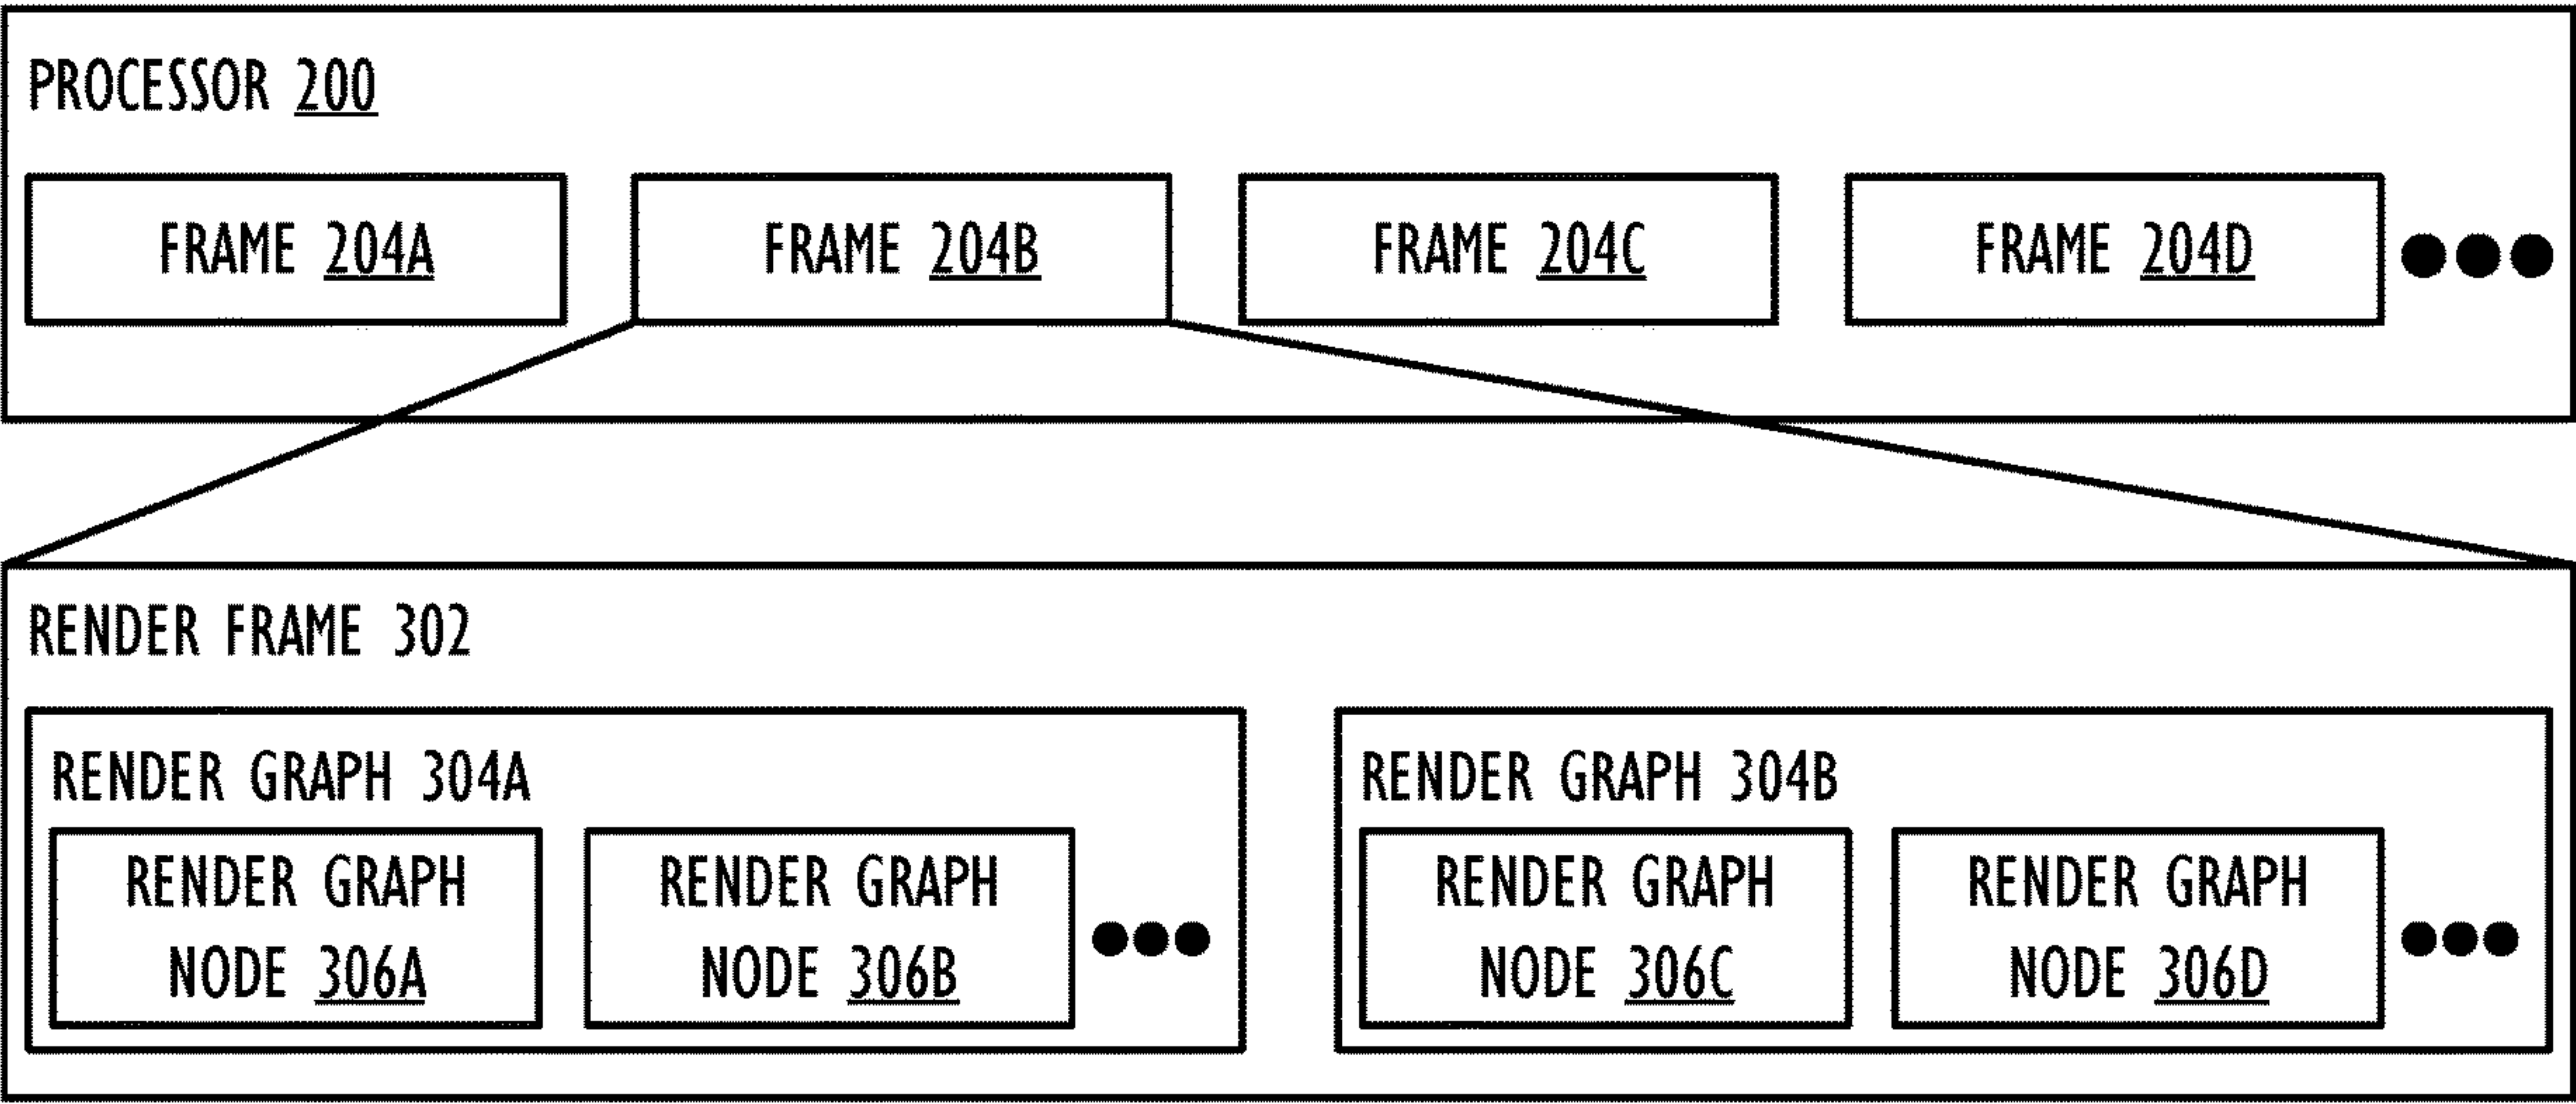 PROCESSOR 200
FRAME 204A
FRAME 204B
FRAME 204C
FRAME 204D
RENDER FRAME 302
RENDER GRAPH 304A
RENDER GRAPH
NODE 306A
RENDER GRAPH
NODE 306B
RENDER GRAPH 304B
RENDER GRAPH
NODE 306C
RENDER GRAPH
NODE 306D